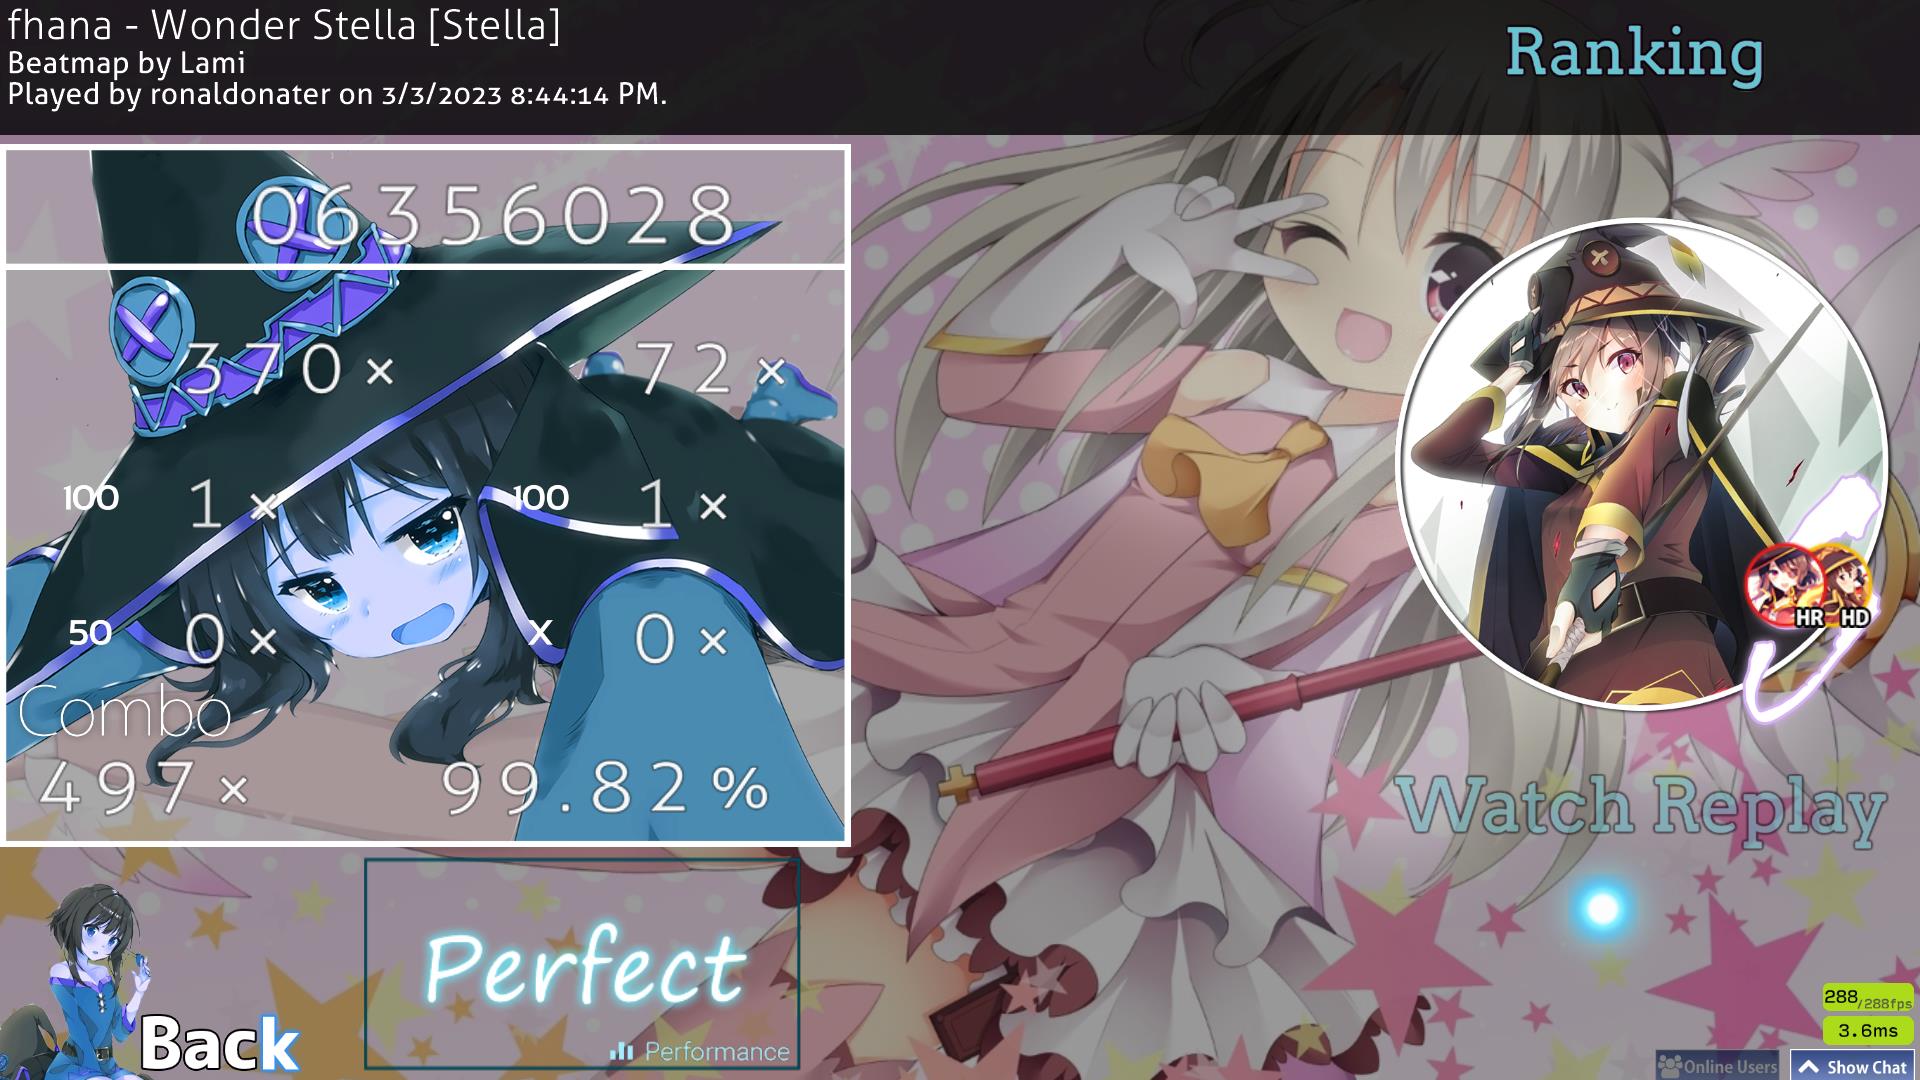 fhana - Wonder Stella [Stella]
Beatmap by Lami
Played by ronaldonater on 3/3/2023 8:44:14 PM.
Ranking
06356028
370× 72×
100 1× 100 1×
50 0× X 0×
Combo
497× 99.82%
HR HD
Watch Replay
Perfect
Performance
Back
288/288fps
3.6ms
Online Users
Show Chat